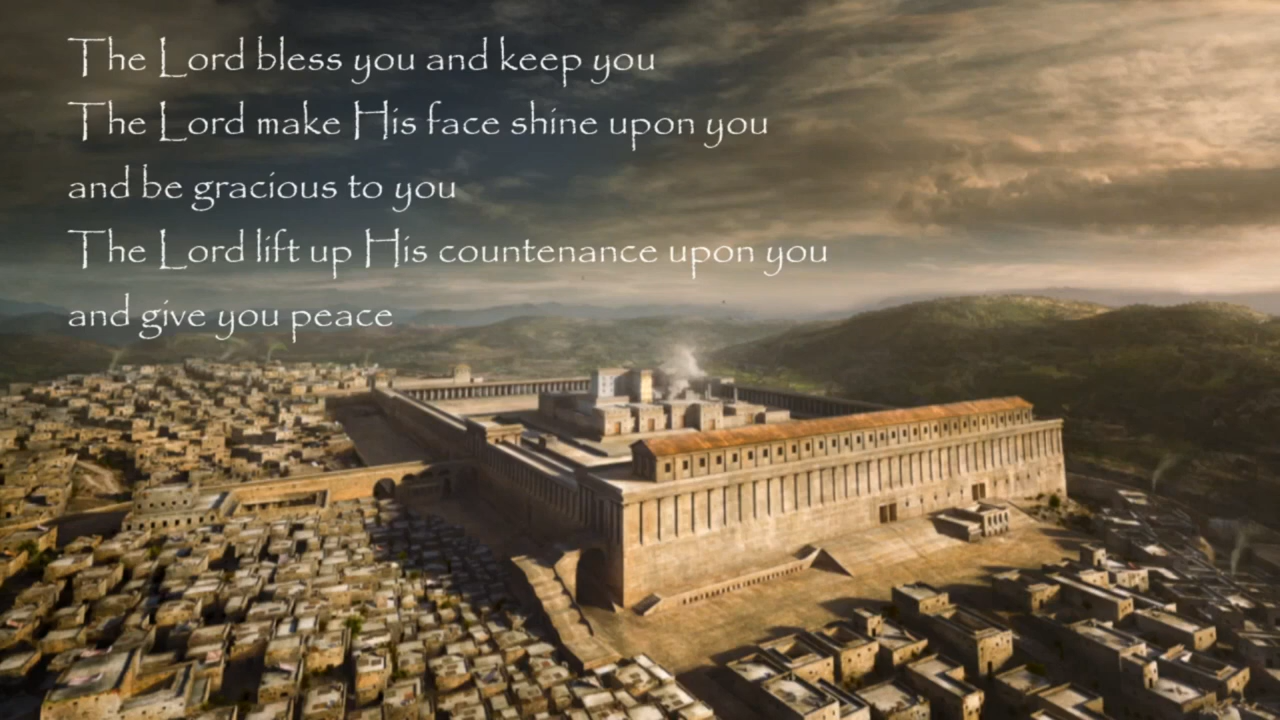 The Lord bless you and keep you
The Lord make His face shine upon you
and be gracious to you
The Lord lift up His countenance upon you
and give you peace